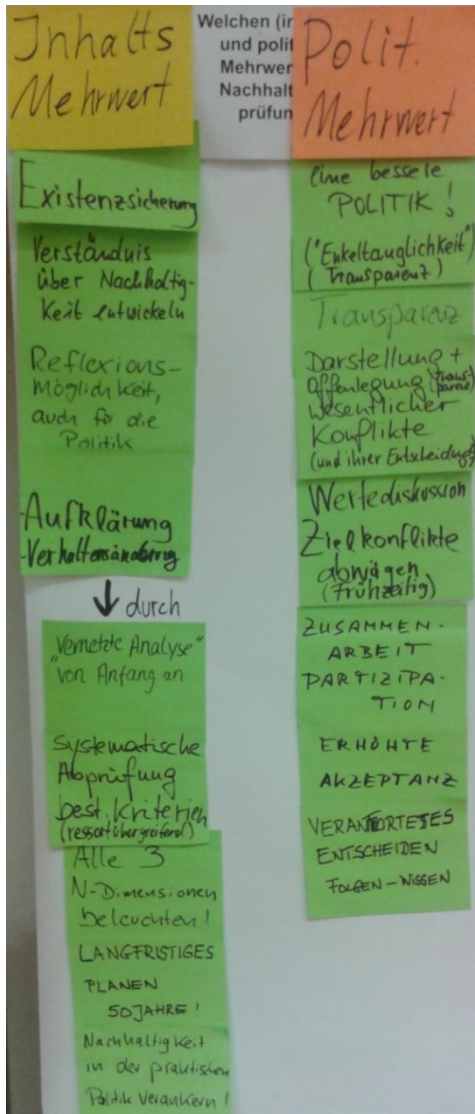 Inhalts
Mehrwert
Welchen
und
Mehrwer
Nachhalt
prüfun
Polit.
Mehrwert
Existenzsicherung
Verständnis
über Nachhaltig-
keit entwickeln
Reflexions-
möglichkeit,
auch für die
Politik
-Aufklärung
-Verhaltensänderung
↓ durch
„Vernetzte Analyse"
von Anfang an
Systematische
Abprüfung
best. Kriterien
(ressortübergreifend)
Alle 3
N-Dimensionen
beleuchten!
LANGFRISTIGES
PLANEN
50 JAHRE!
Nachhaltigkeit
in der praktischen
Politik verankern!
Eine bessere
POLITIK!
("Enkeltauglichkeit")
(Transparenz)
Transparenz
Darstellung +
Offenlegung (Trans-
parenz)
wesentlicher
Konflikte
(und ihrer Entscheidung)
Wertediskussion
Zielkonflikte
abwägen
(Frühzeitig)
ZUSAMMEN-
ARBEIT
PARTIZIPA-
TION
ERHÖHTE
AKZEPTANZ
ENTSCHEIDEN
FOLGEN-WISSEN